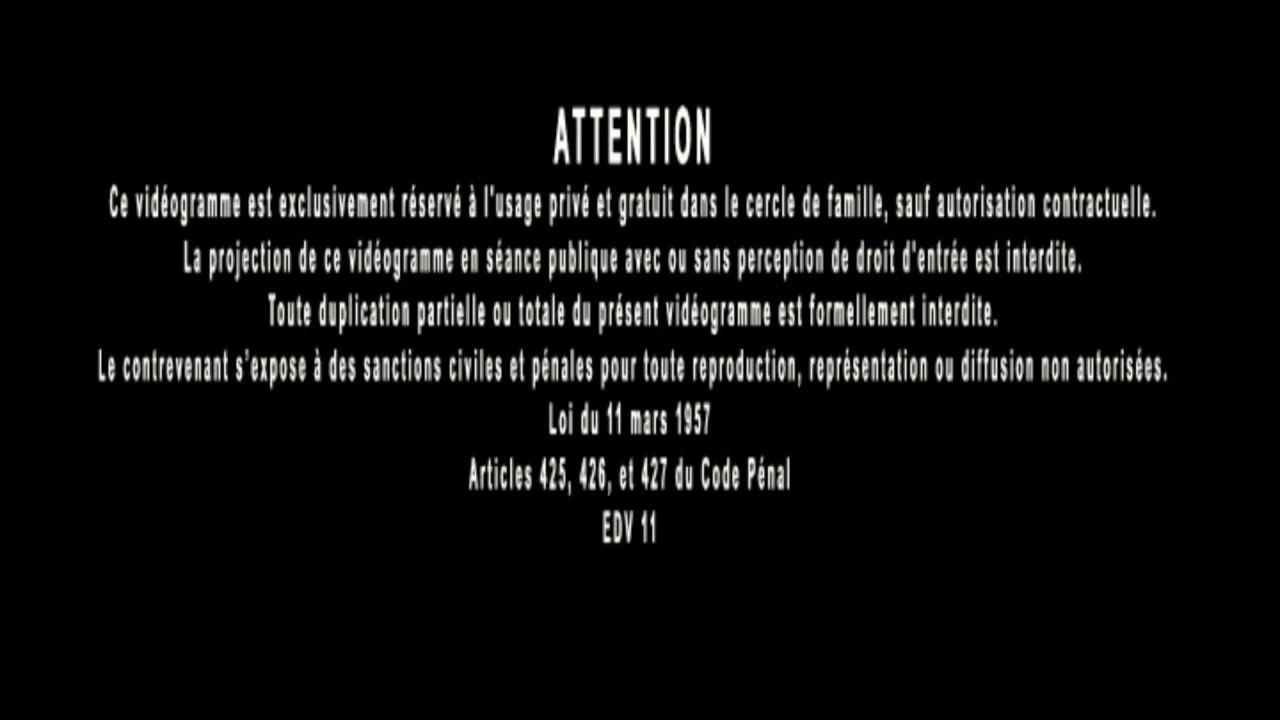 ATTENTION
Ce vidéogramme est exclusivement réservé à l'usage privé et gratuit dans le cercle de famille, sauf autorisation contractuelle.
La projection de ce vidéogramme en séance publique avec ou sans perception de droit d'entrée est interdite.
Toute duplication partielle ou totale du présent vidéogramme est formellement interdite.
Le contrevenant s'expose à des sanctions civiles et pénales pour toute reproduction, représentation ou diffusion non autorisées.
Loi du 11 mars 1957
Articles 425, 426, et 427 du Code Pénal
EDV 11